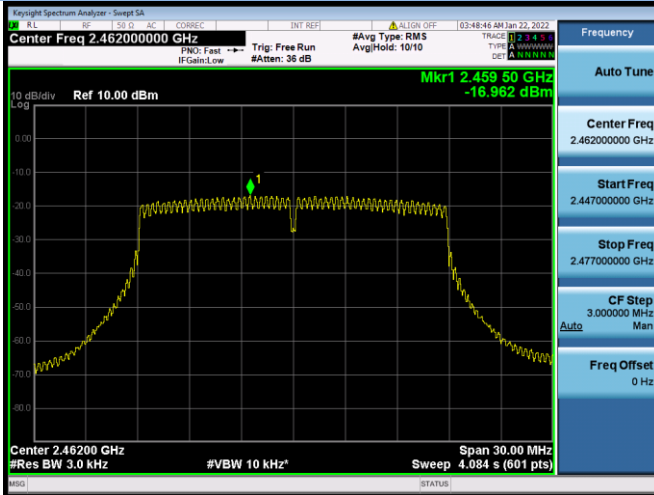 Keysight Spectrum Analyzer - Swept SA
RL RF 50 Ω AC CORREC INT REF ALIGN OFF 03:48:46 AM Jan 22, 2022
Center Freq 2.462000000 GHz
PNO: Fast
IFGain:Low
Trig: Free Run
#Atten: 36 dB
#Avg Type: RMS
Avg|Hold: 10/10
TRACE 1 2 3 4 5 6
TYPE A WWWWW
DET A NNNNN
Mkr1 2.459 50 GHz
-16.962 dBm
10 dB/div Ref 10.00 dBm
Log
0.00
-10.0
-20.0
-30.0
-40.0
-50.0
-60.0
-70.0
-80.0
1
Center 2.46200 GHz
Span 30.00 MHz
#Res BW 3.0 kHz
#VBW 10 kHz*
Sweep 4.084 s (601 pts)
MSG
STATUS
Frequency
Auto Tune
Center Freq
2.462000000 GHz
Start Freq
2.447000000 GHz
Stop Freq
2.477000000 GHz
CF Step
3.000000 MHz
Auto Man
Freq Offset
0 Hz